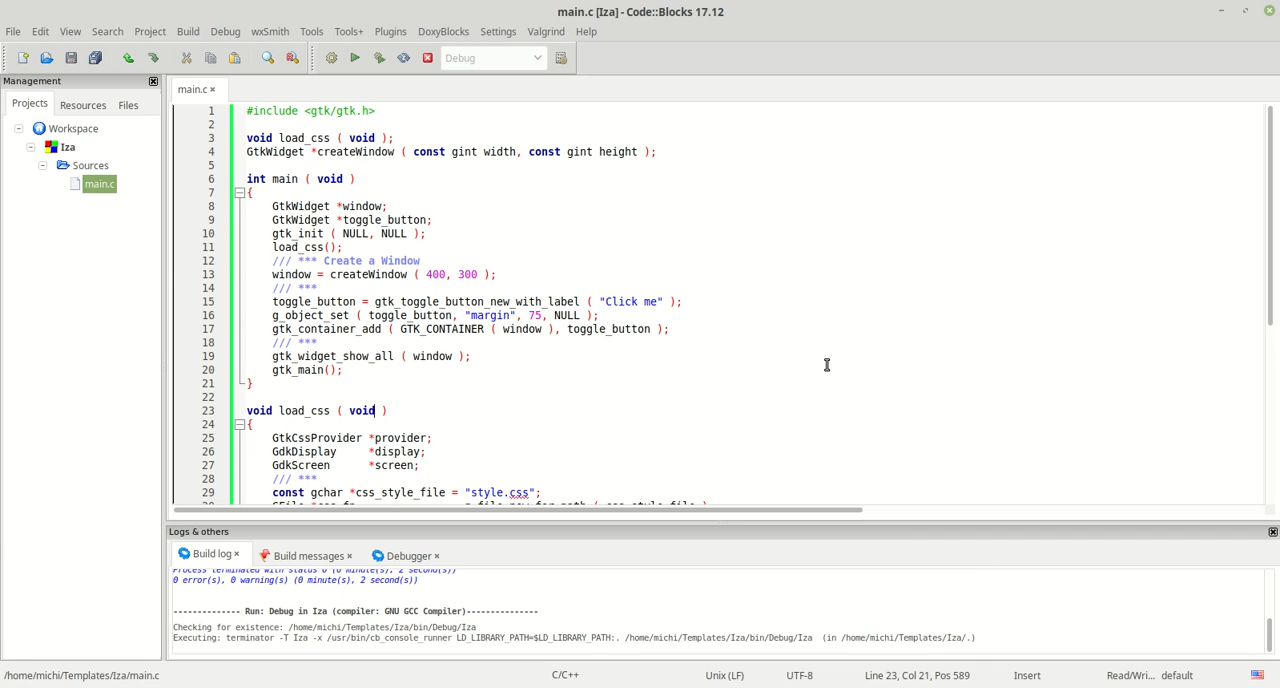 main.c [Iza] - Code::Blocks 17.12
File Edit View Search Project Build Debug wxSmith Tools Tools+ Plugins DoxyBlocks Settings Valgrind Help
Debug
Management
Projects Resources Files
Workspace
Iza
Sources
main.c
main.c
1 #include <gtk/gtk.h>
2
3 void load_css ( void );
4 GtkWidget *createWindow ( const gint width, const gint height );
5
6 int main ( void )
7 {
8 GtkWidget *window;
9 GtkWidget *toggle_button;
10 gtk_init ( NULL, NULL );
11 load_css();
12 /// *** Create a Window
13 window = createWindow ( 400, 300 );
14 /// ***
15 toggle_button = gtk_toggle_button_new_with_label ( "Click me" );
16 g_object_set ( toggle_button, "margin", 75, NULL );
17 gtk_container_add ( GTK_CONTAINER ( window ), toggle_button );
18 /// ***
19 gtk_widget_show_all ( window );
20 gtk_main();
21 }
22
23 void load_css ( void )
24 {
25 GtkCssProvider *provider;
26 GdkDisplay *display;
27 GdkScreen *screen;
28 /// ***
29 const gchar *css_style_file = "style.css";
Logs & others
Build log Build messages Debugger
Process terminated with status 0 (0 minute(s), 2 second(s))
0 error(s), 0 warning(s) (0 minute(s), 2 second(s))
-------------- Run: Debug in Iza (compiler: GNU GCC Compiler)---------------
Checking for existence: /home/michi/Templates/Iza/bin/Debug/Iza
Executing: terminator -T Iza -x /usr/bin/cb_console_runner LD_LIBRARY_PATH=$LD_LIBRARY_PATH:. /home/michi/Templates/Iza/bin/Debug/Iza (in /home/michi/Templates/Iza/.)
/home/michi/Templates/Iza/main.c C/C++ Unix (LF) UTF-8 Line 23, Col 21, Pos 589 Insert Read/Wri... default